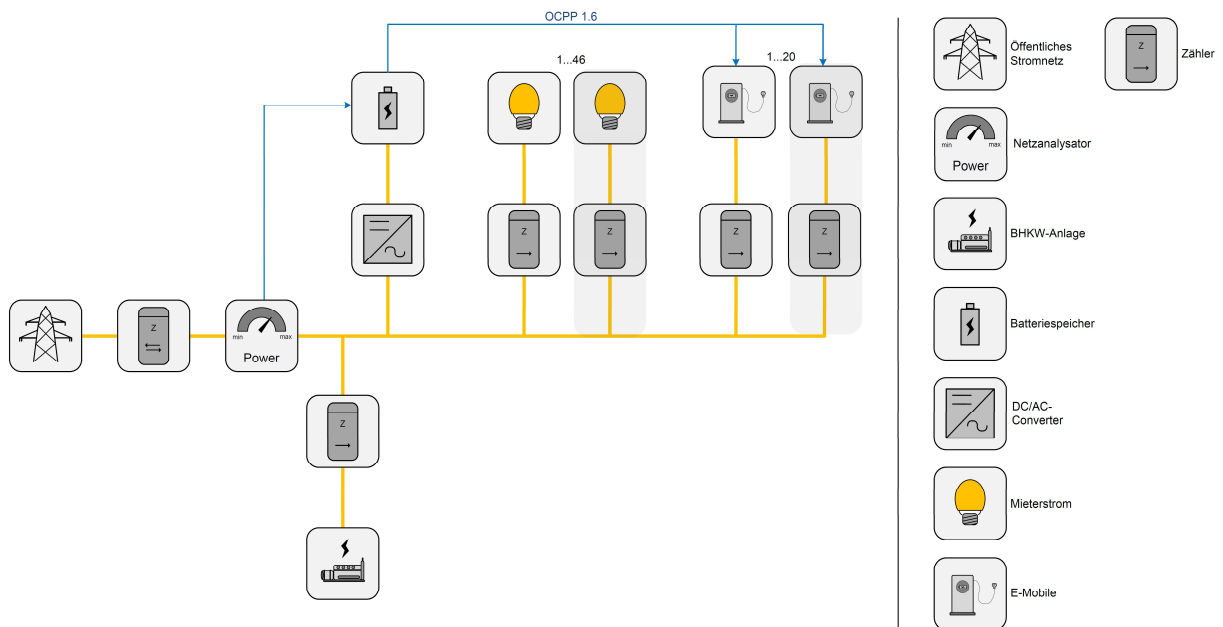 OCPP 1.6
1...46
1...20
Z
Z
Z
Z
Z
min
max
Power
Z
Öffentliches
Stromnetz
Z
Zähler
min
max
Power
Netzanalysator
BHKW-Anlage
Batteriespeicher
DC/AC-
Converter
Mieterstrom
E-Mobile